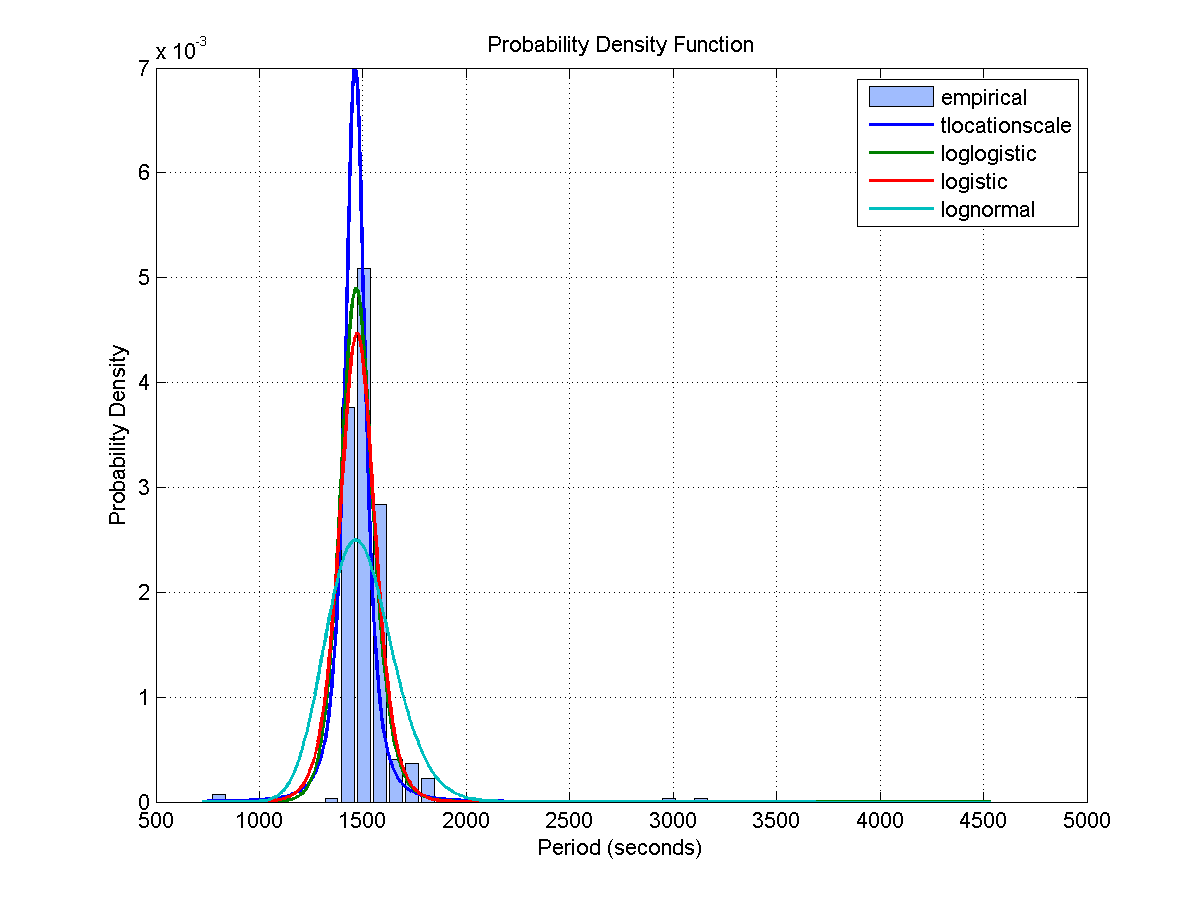 Probability Density Function
x 10-3
7
6
5
4
3
2
1
0
Probability Density
500 1000 1500 2000 2500 3000 3500 4000 4500 5000
Period (seconds)
empirical
tlocationscale
loglogistic
logistic
lognormal